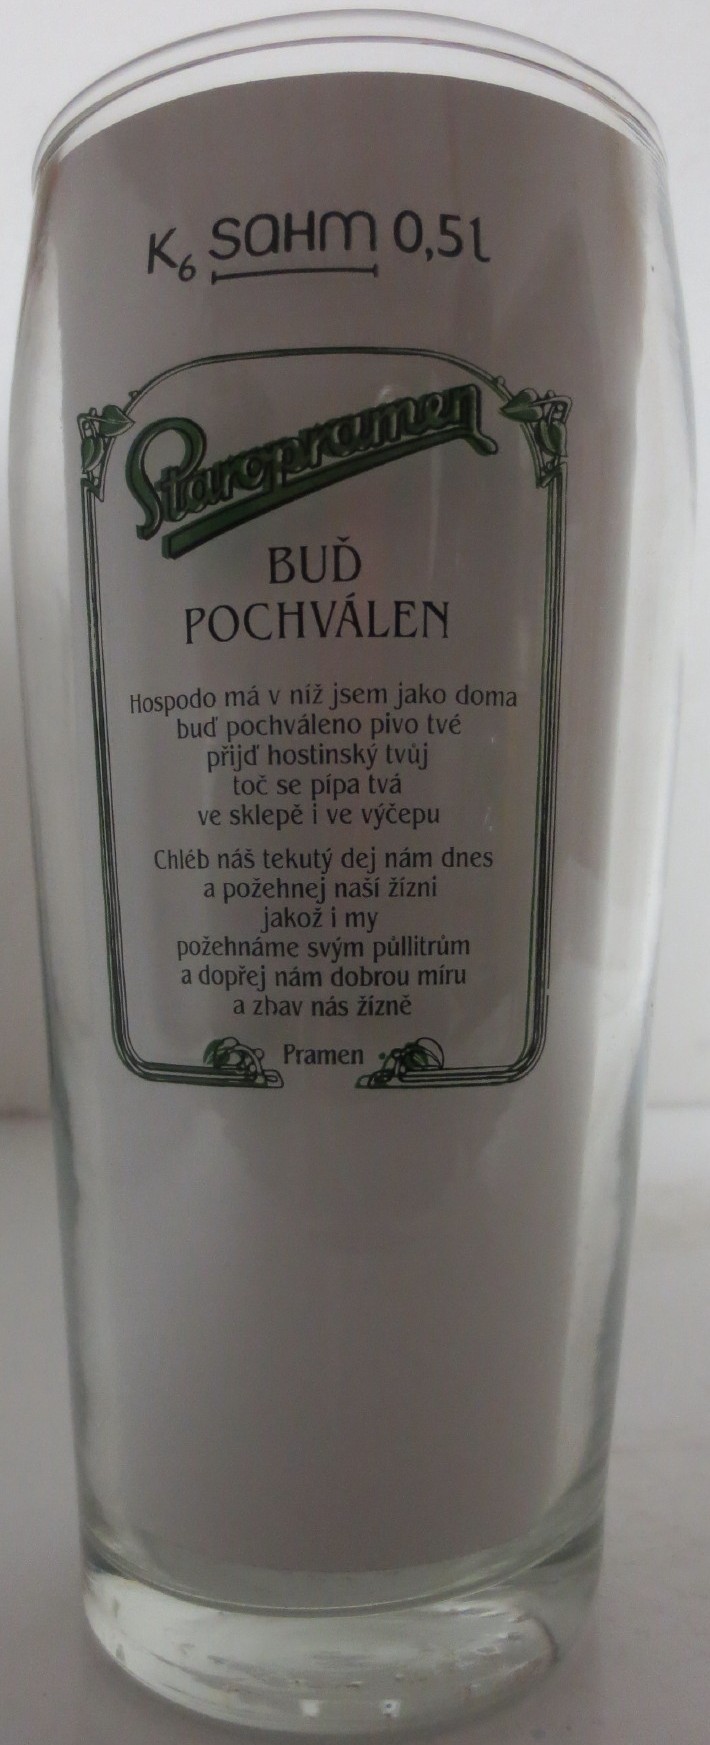 K6 SAHM 0,5l
Staropramen
BUĎ
POCHVÁLEN
Hospodo má v níž jsem jako doma
buď pochváleno pivo tvé
přijď hostinský tvůj
toč se pípa tvá
ve sklepě i ve výčepu
Chléb náš tekutý dej nám dnes
a požehnej naší žízni
jakož i my
požehnáme svým půllitrům
a dopřej nám dobrou míru
a zbav nás žízně
Pramen